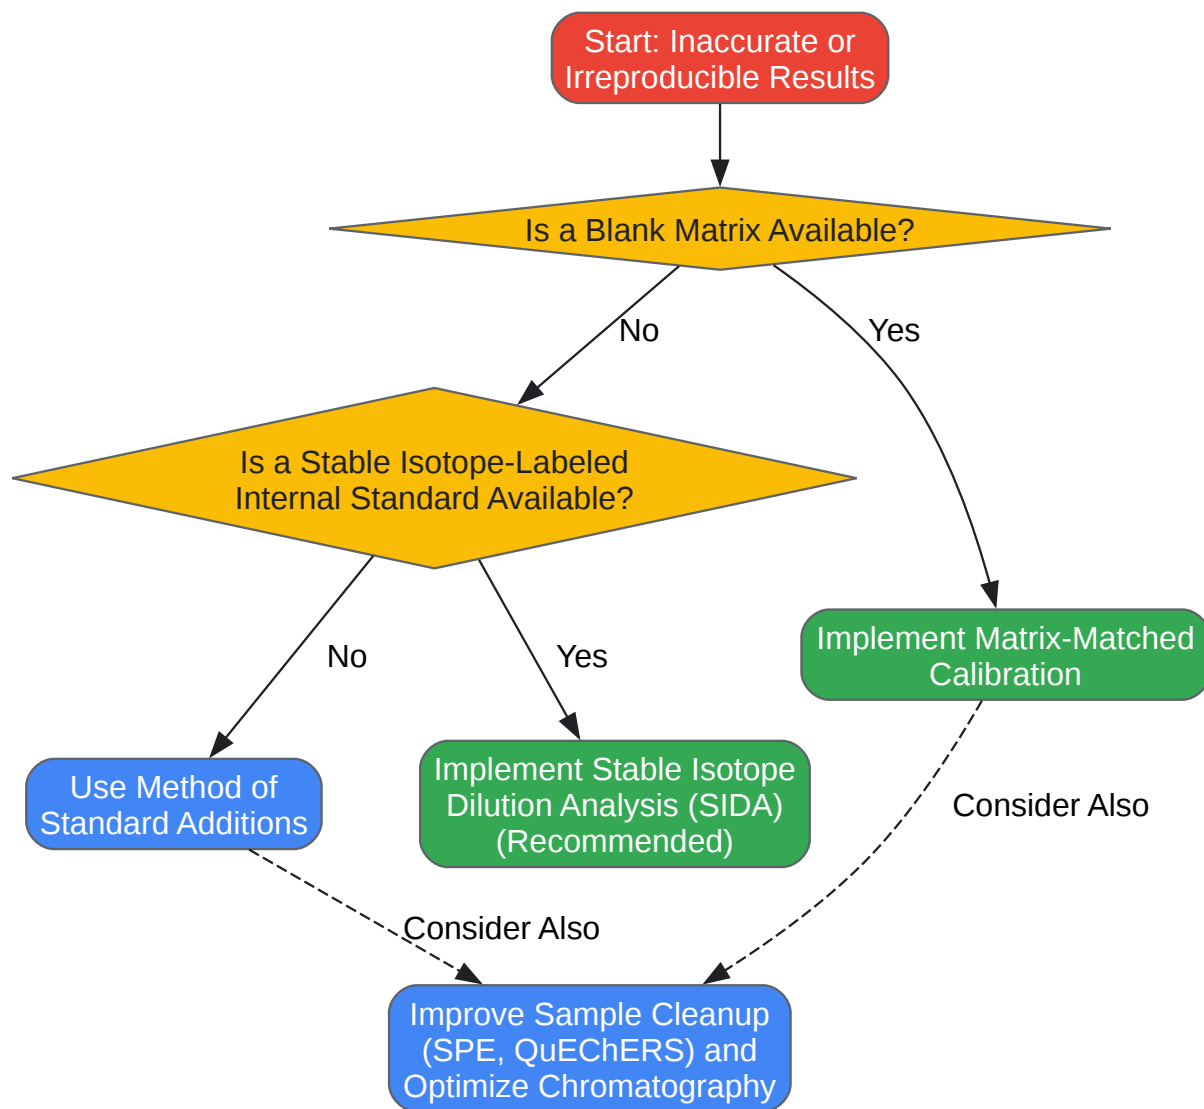 Start: Inaccurate or
Irreproducible Results
Is a Blank Matrix Available?
No
Yes
Is a Stable Isotope-Labeled
Internal Standard Available?
No
Yes
Implement Matrix-Matched
Calibration
Use Method of
Standard Additions
Implement Stable Isotope
Dilution Analysis (SIDA)
(Recommended)
Consider Also
Consider Also
Improve Sample Cleanup
(SPE, QuEChERS) and
Optimize Chromatography